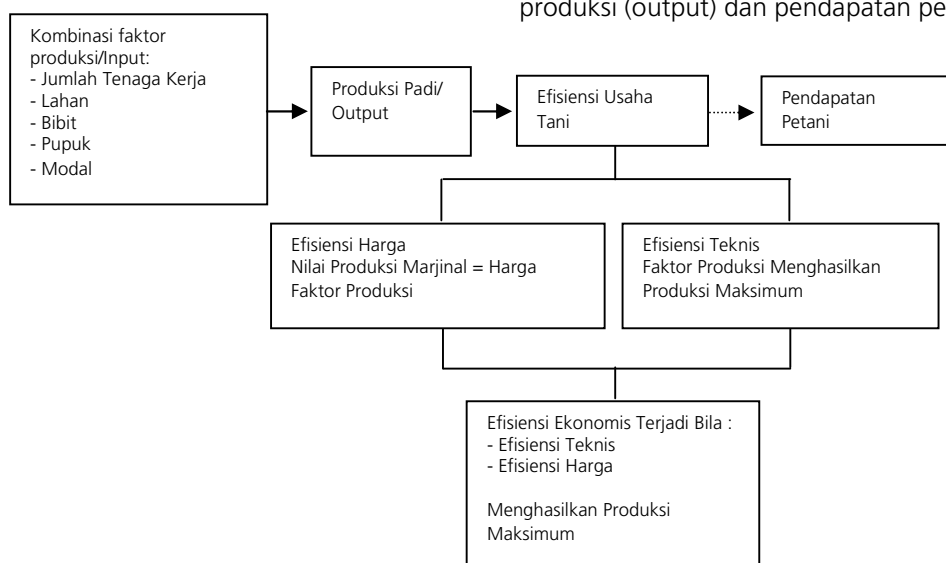 produksi (output) dan pendapatan pe
Kombinasi faktor
produksi/Input:
- Jumlah Tenaga Kerja
- Lahan
- Bibit
- Pupuk
- Modal
Produksi Padi/
Output
Efisiensi Usaha
Tani
Pendapatan
Petani
Efisiensi Harga
Nilai Produksi Marjinal = Harga
Faktor Produksi
Efisiensi Teknis
Faktor Produksi Menghasilkan
Produksi Maksimum
Efisiensi Ekonomis Terjadi Bila :
- Efisiensi Teknis
- Efisiensi Harga
Menghasilkan Produksi
Maksimum